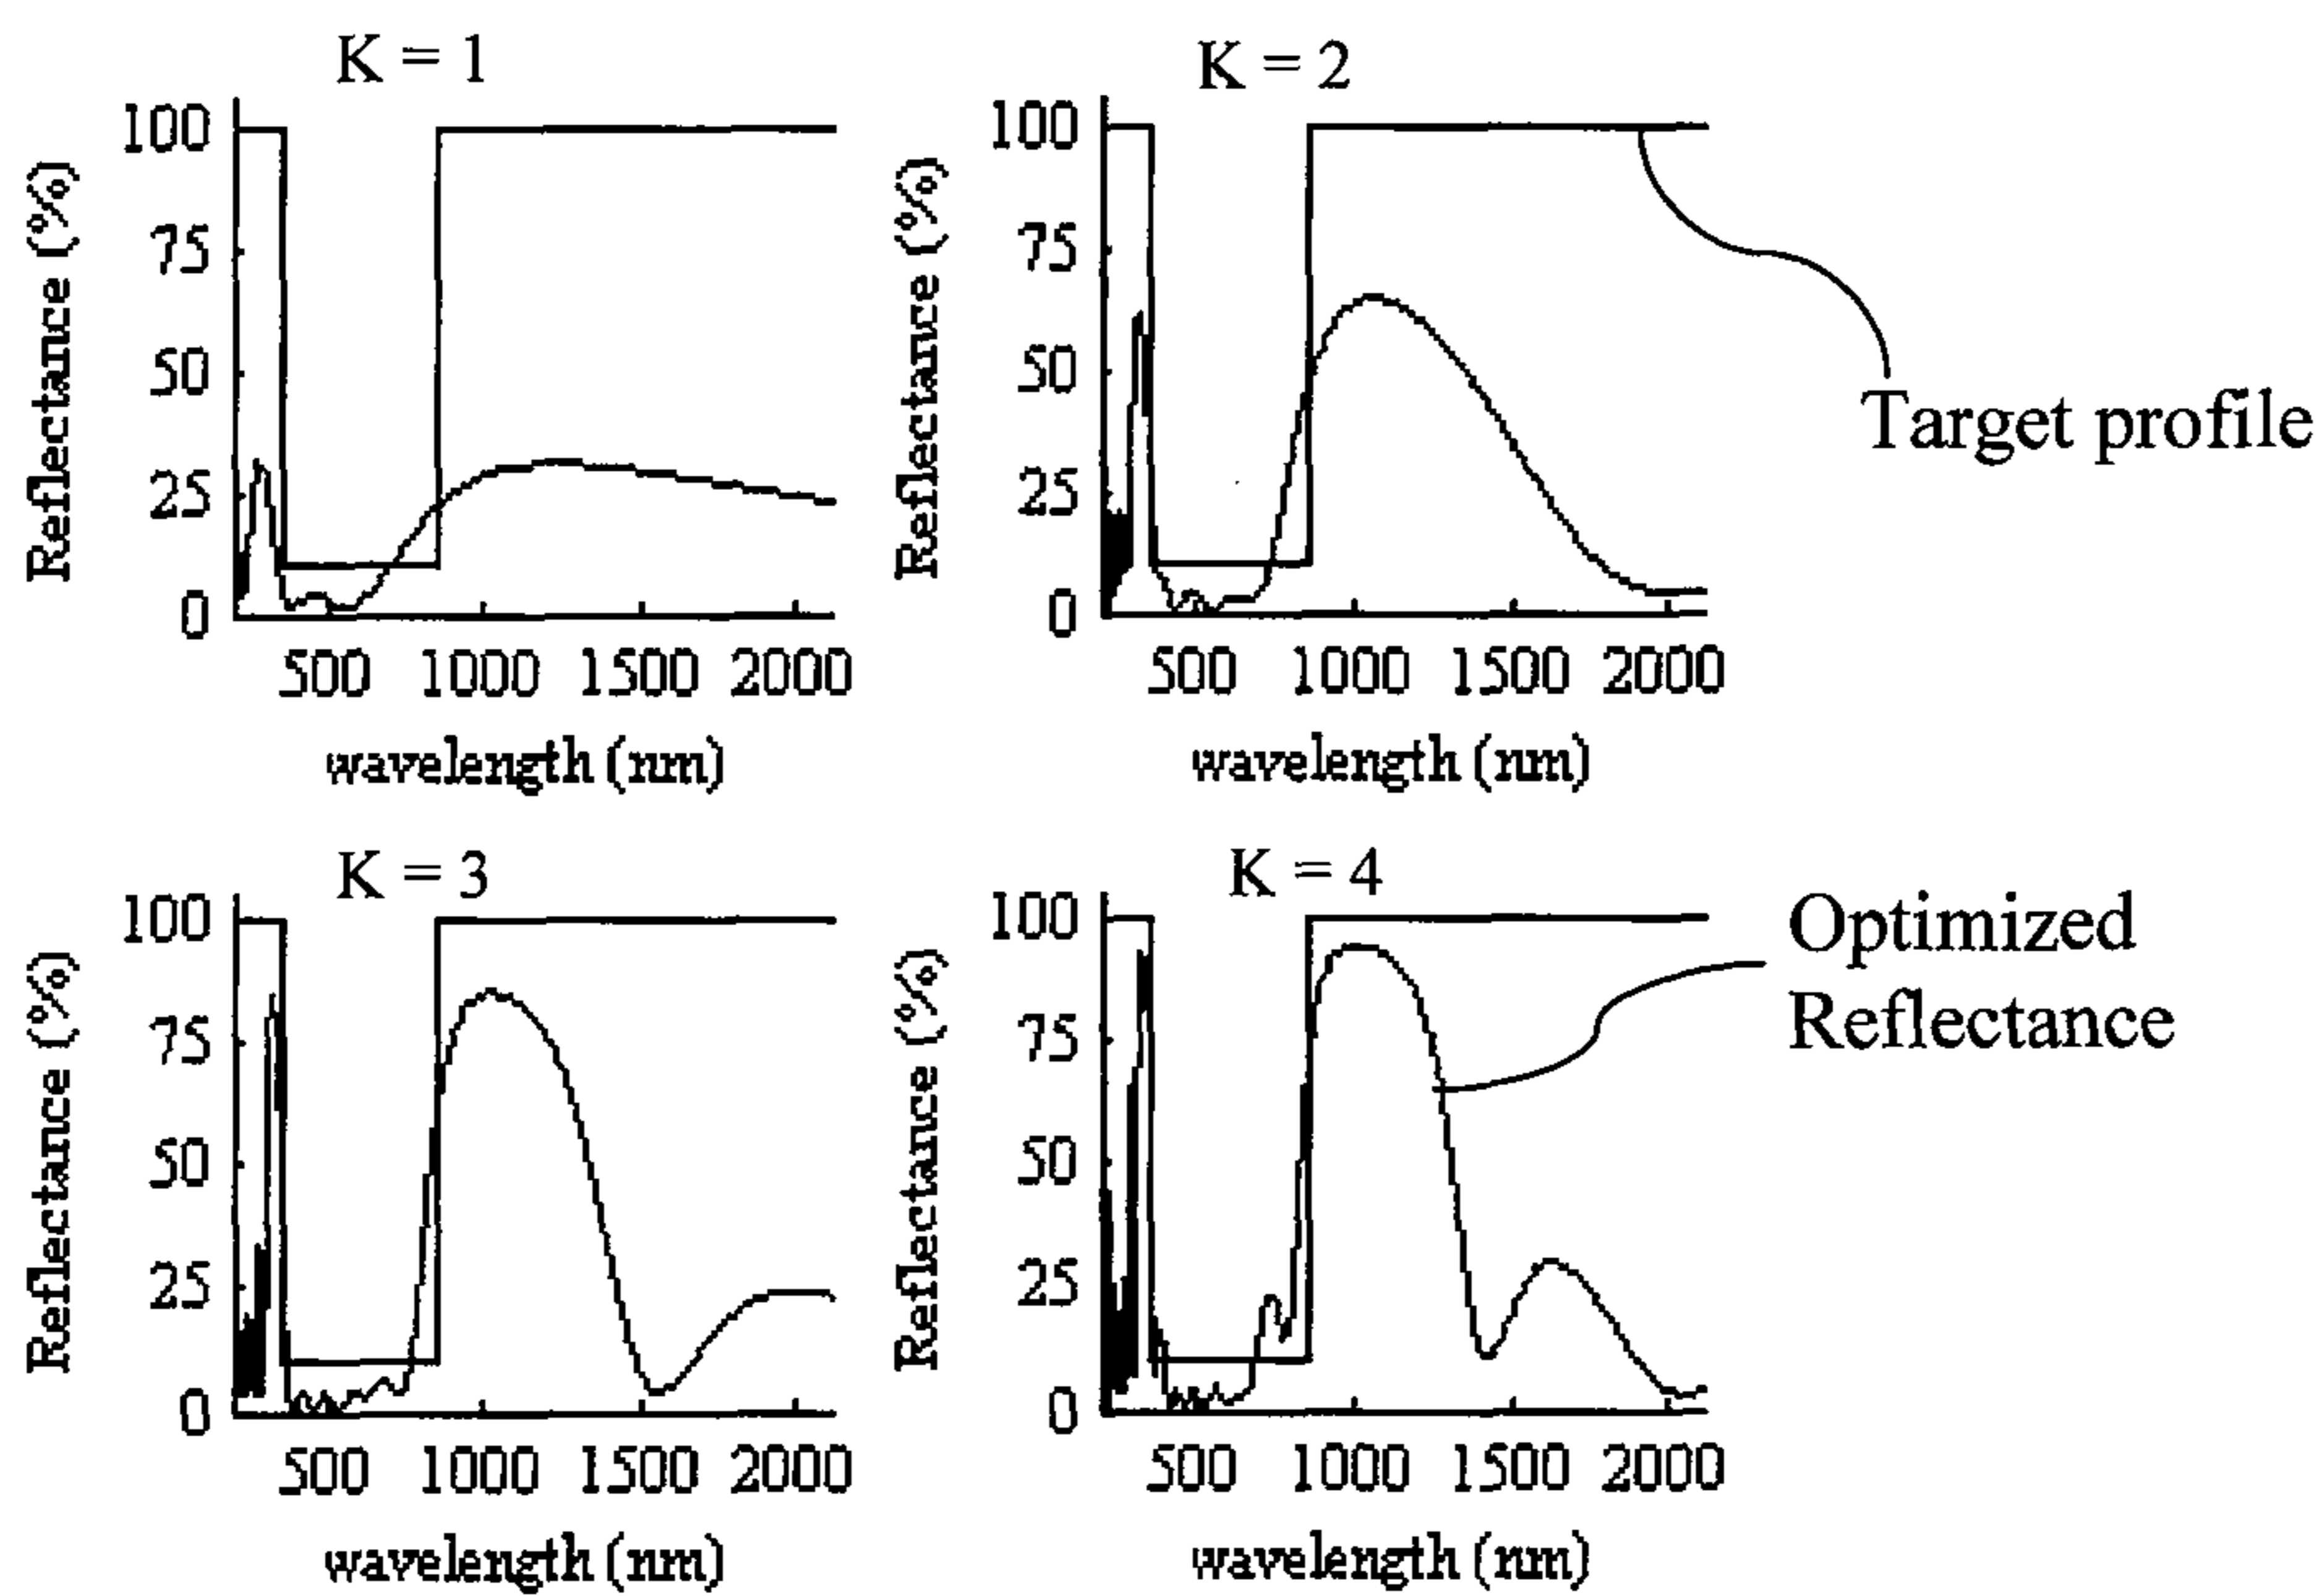 K = 1
100
75
50
25
0
Reflectance (%)
500 1000 1500 2000
wavelength (nm)
K = 2
100
75
50
25
0
Reflectance (%)
500 1000 1500 2000
wavelength (nm)
Target profile
K = 3
100
75
50
25
0
Reflectance (%)
500 1000 1500 2000
wavelength (nm)
K = 4
100
75
50
25
0
Reflectance (%)
500 1000 1500 2000
wavelength (nm)
Optimized
Reflectance